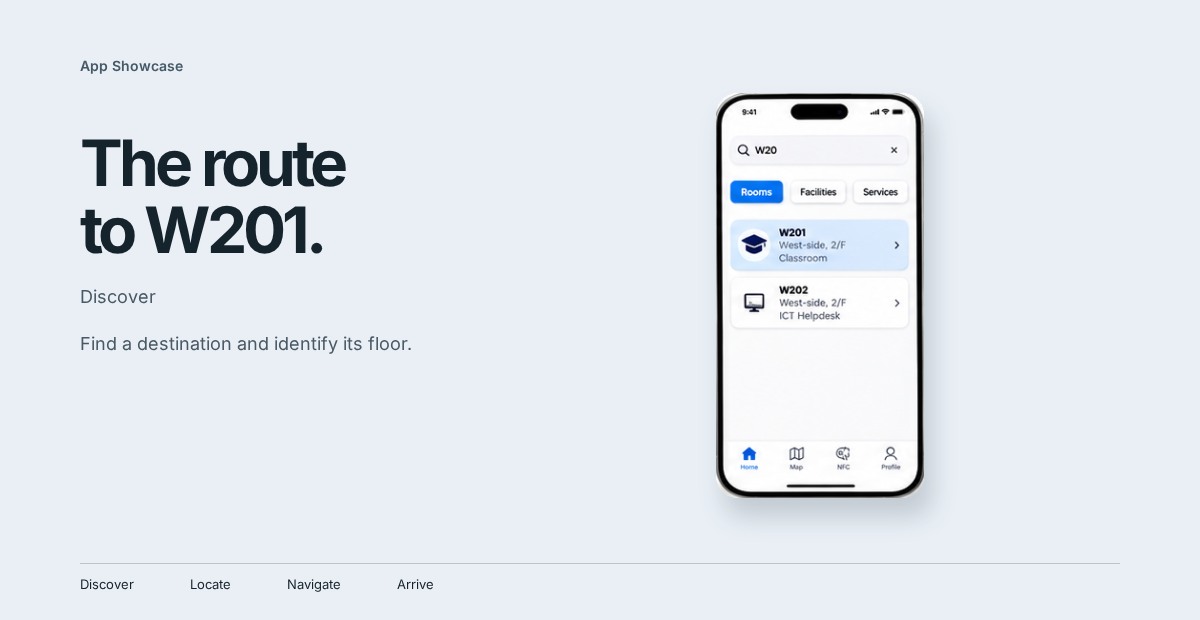 App Showcase
The route
to W201.
Discover
Find a destination and identify its floor.
9:41
W20
Rooms
Facilities
Services
W201
West-side, 2/F
Classroom
W202
West-side, 2/F
ICT Helpdesk
Home
Map
NFC
Profile
Discover
Locate
Navigate
Arrive